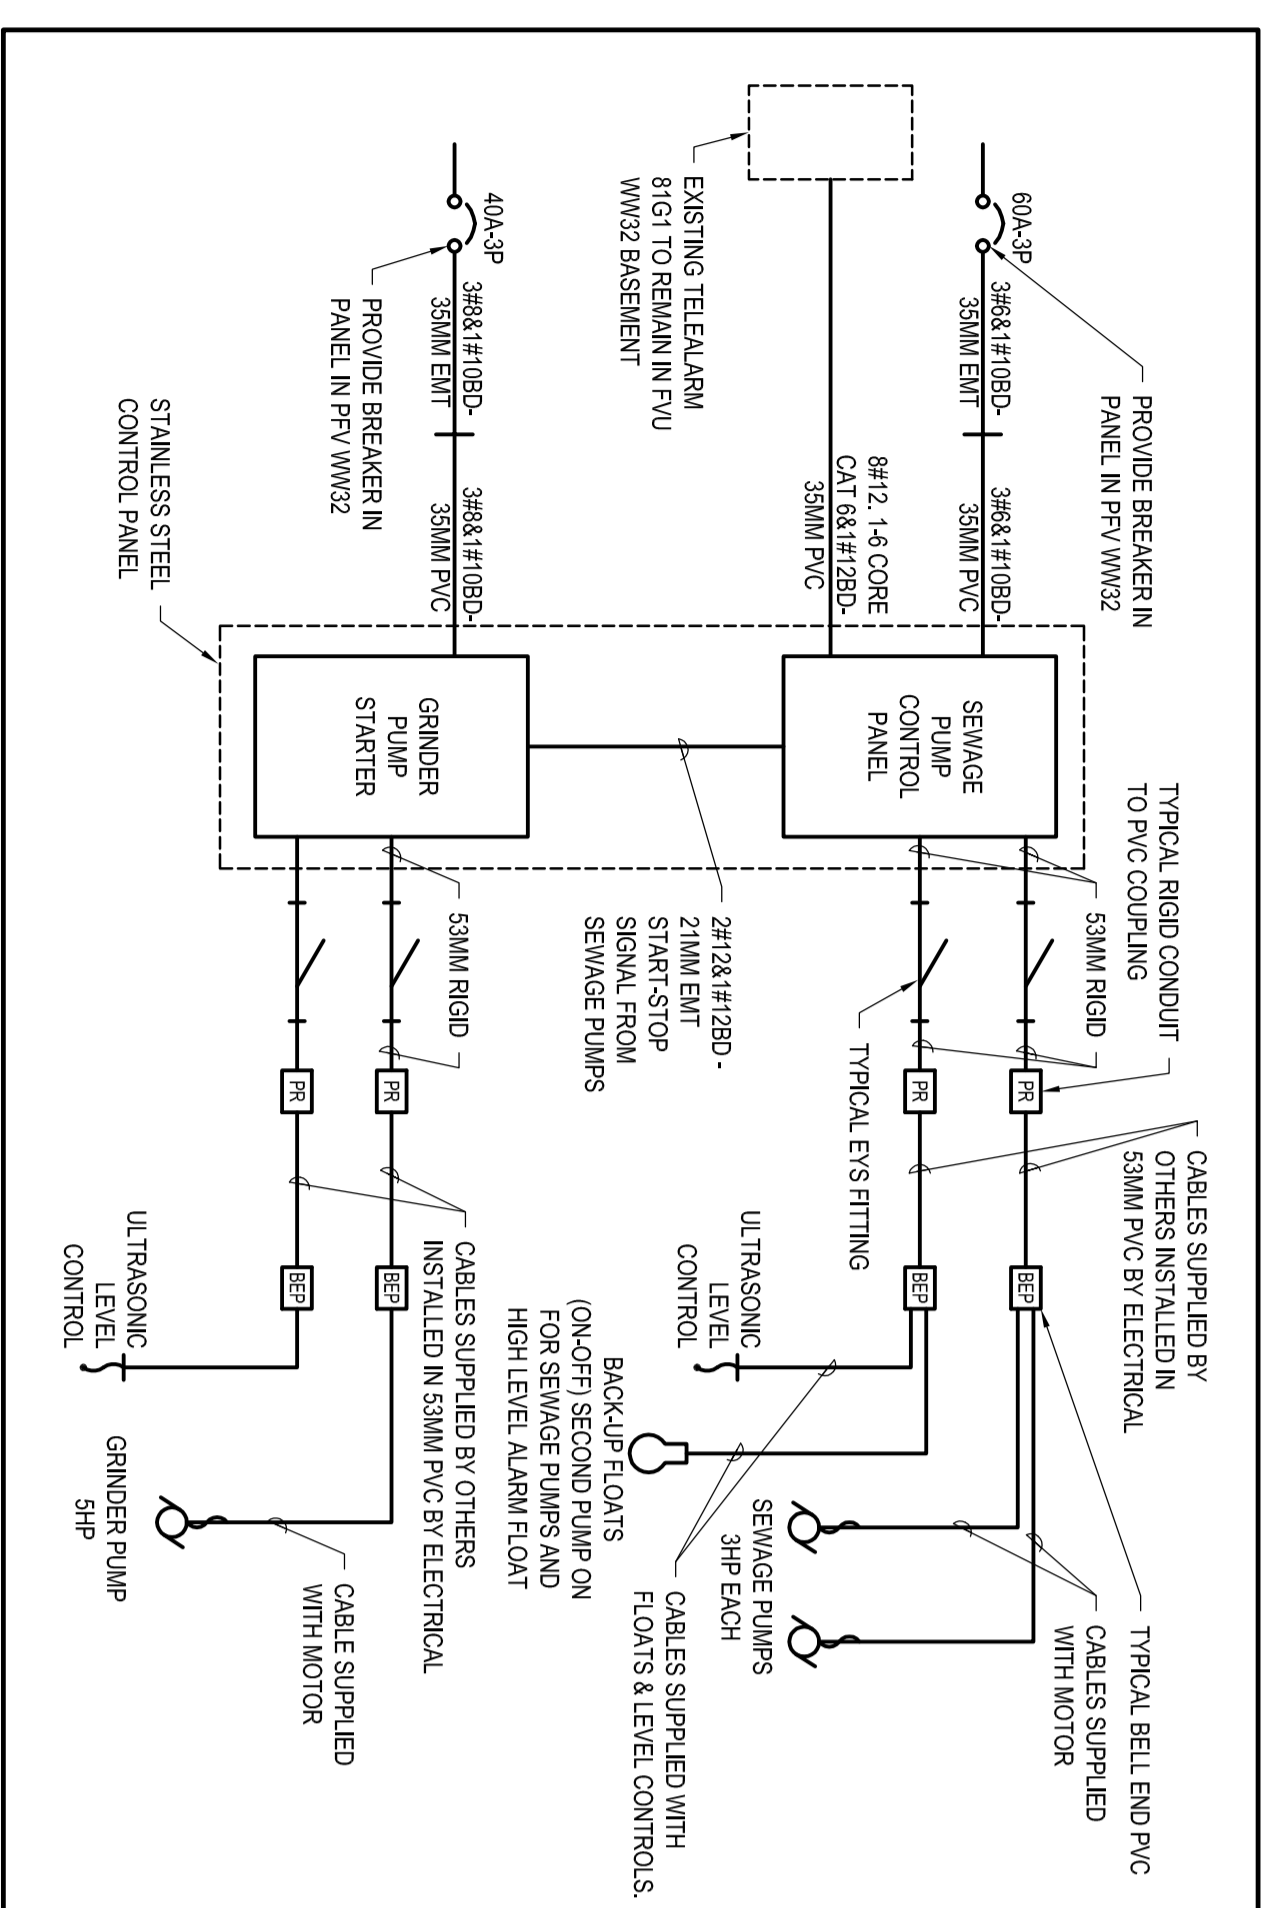 60A-3P
3#6&1#10BD-
35MM EMT
3#6&1#10BD-
35MM PVC
PROVIDE BREAKER IN
PANEL IN PFV WW32
TYPICAL RIGID CONDUIT
TO PVC COUPLING
53MM RIGID
CABLES SUPPLIED BY
OTHERS INSTALLED IN
53MM PVC BY ELECTRICAL
TYPICAL BELL END PVC
CABLES SUPPLIED
WITH MOTOR
PR
BEP
PR
BEP
SEWAGE
PUMP
CONTROL
PANEL
8#12. 1-6 CORE
CAT 6&1#12BD-
35MM PVC
TYPICAL EYS FITTING
EXISTING TELEALARM
81G1 TO REMAIN IN FVU
WW32 BASEMENT
2#12&1#12BD -
21MM EMT
START-STOP
SIGNAL FROM
SEWAGE PUMPS
ULTRASONIC
LEVEL
CONTROL
SEWAGE PUMPS
3HP EACH
CABLES SUPPLIED WITH
FLOATS & LEVEL CONTROLS.
BACK-UP FLOATS
(ON-OFF) SECOND PUMP ON
FOR SEWAGE PUMPS AND
HIGH LEVEL ALARM FLOAT
40A-3P
3#8&1#10BD-
35MM EMT
3#8&1#10BD-
35MM PVC
PROVIDE BREAKER IN
PANEL IN PFV WW32
GRINDER
PUMP
STARTER
53MM RIGID
PR
BEP
PR
BEP
CABLES SUPPLIED BY OTHERS
INSTALLED IN 53MM PVC BY ELECTRICAL
CABLE SUPPLIED
WITH MOTOR
STAINLESS STEEL
CONTROL PANEL
ULTRASONIC
LEVEL
CONTROL
GRINDER PUMP
5HP